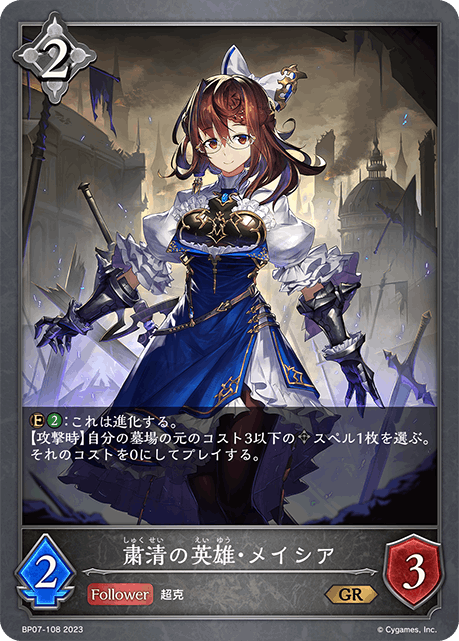 2
E 2:これは進化する。
【攻撃時】自分の墓場の元のコスト3以下のスペル1枚を選ぶ。
それのコストを0にしてプレイする。
しゅくせい えいゆう
粛清の英雄・メイシア
2
Follower 超克
GR
3
BP07-108 2023
© Cygames, Inc.